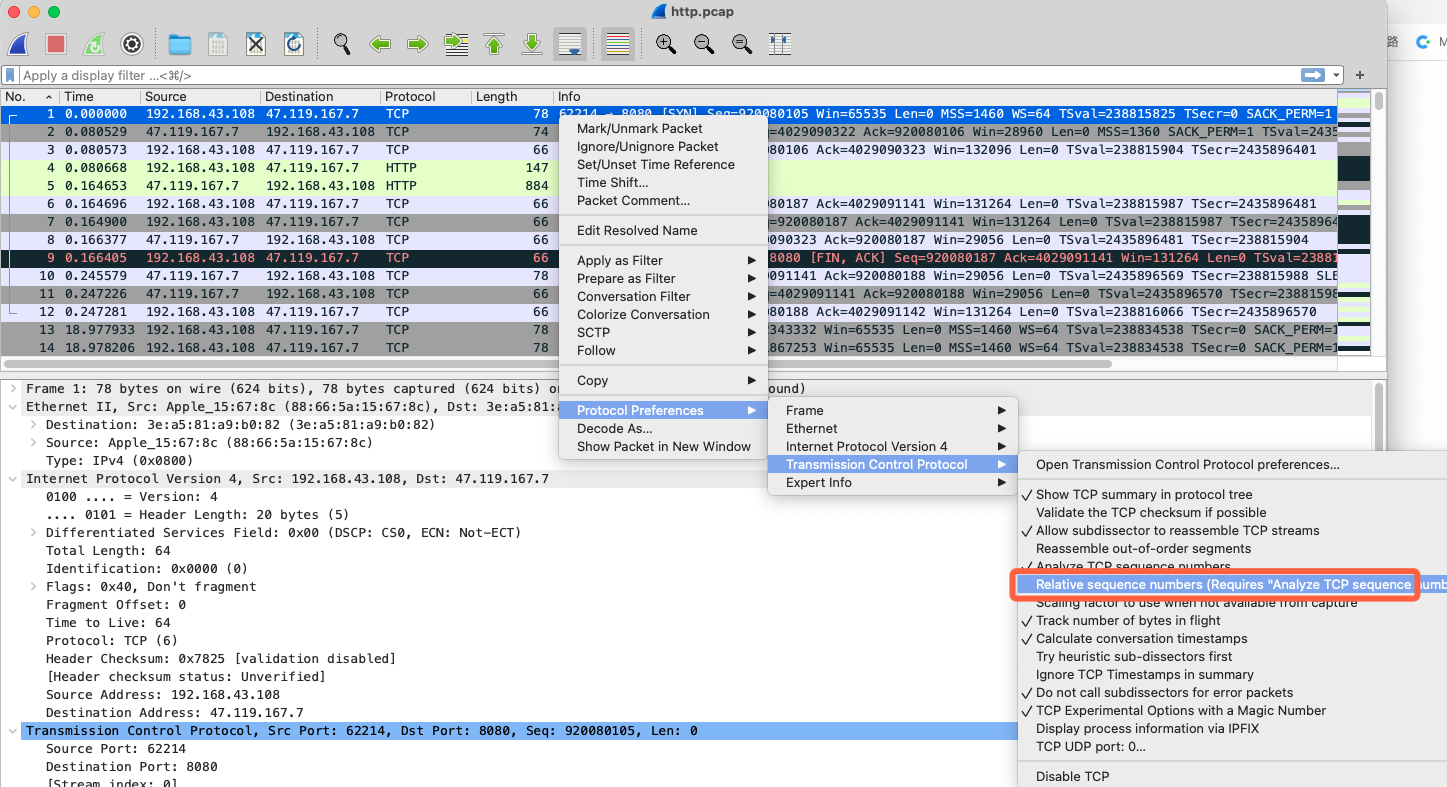 http.pcap
路
M
Apply a display filter ...<⌘/>
+
No. Time Source Destination Protocol Length Info
1 0.000000 192.168.43.108 47.119.167.7 TCP 78 62214 → 8080 [SYN] Seq=920080105 Win=65535 Len=0 MSS=1460 WS=64 TSval=238815825 TSecr=0 SACK_PERM=1
2 0.080529 47.119.167.7 192.168.43.108 TCP 74 =4029090322 Ack=920080106 Win=28960 Len=0 MSS=1360 SACK_PERM=1 TSval=2435
3 0.080573 192.168.43.108 47.119.167.7 TCP 66 80106 Ack=4029090323 Win=132096 Len=0 TSval=238815904 TSecr=2435896401
4 0.080668 192.168.43.108 47.119.167.7 HTTP 147
5 0.164653 47.119.167.7 192.168.43.108 HTTP 884
6 0.164696 192.168.43.108 47.119.167.7 TCP 66 80187 Ack=4029091141 Win=131264 Len=0 TSval=238815987 TSecr=2435896481
7 0.164900 192.168.43.108 47.119.167.7 TCP 66 =920080187 Ack=4029091141 Win=131264 Len=0 TSval=238815987 TSecr=24358964
8 0.166377 47.119.167.7 192.168.43.108 TCP 66 090323 Ack=920080187 Win=29056 Len=0 TSval=2435896481 TSecr=238815904
9 0.166405 192.168.43.108 47.119.167.7 TCP 66 8080 [FIN, ACK] Seq=920080187 Ack=4029091141 Win=131264 Len=0 TSval=23881
10 0.245579 47.119.167.7 192.168.43.108 TCP 78 091141 Ack=920080188 Win=29056 Len=0 TSval=2435896569 TSecr=238815988 SLE
11 0.247226 47.119.167.7 192.168.43.108 TCP 66 =4029091141 Ack=920080188 Win=29056 Len=0 TSval=2435896570 TSecr=23881598
12 0.247281 192.168.43.108 47.119.167.7 TCP 66 80188 Ack=4029091142 Win=131264 Len=0 TSval=238816066 TSecr=2435896570
13 18.977933 192.168.43.108 47.119.167.7 TCP 78 2343332 Win=65535 Len=0 MSS=1460 WS=64 TSval=238834538 TSecr=0 SACK_PERM=1
14 18.978206 192.168.43.108 47.119.167.7 TCP 78 1867253 Win=65535 Len=0 MSS=1460 WS=64 TSval=238834538 TSecr=0 SACK_PERM=1
Mark/Unmark Packet
Ignore/Unignore Packet
Set/Unset Time Reference
Time Shift...
Packet Comment...
Edit Resolved Name
Apply as Filter
Prepare as Filter
Conversation Filter
Colorize Conversation
SCTP
Follow
Copy
Protocol Preferences
Decode As...
Show Packet in New Window
Frame
Ethernet
Internet Protocol Version 4
Transmission Control Protocol
Expert Info
Open Transmission Control Protocol preferences...
✓ Show TCP summary in protocol tree
Validate the TCP checksum if possible
✓ Allow subdissector to reassemble TCP streams
Reassemble out-of-order segments
✓ Analyze TCP sequence numbers
Relative sequence numbers (Requires "Analyze TCP sequence numb
Scaling factor to use when not available from capture
✓ Track number of bytes in flight
✓ Calculate conversation timestamps
Try heuristic sub-dissectors first
Ignore TCP Timestamps in summary
✓ Do not call subdissectors for error packets
✓ TCP Experimental Options with a Magic Number
Display process information via IPFIX
TCP UDP port: 0...
Disable TCP
Frame 1: 78 bytes on wire (624 bits), 78 bytes captured (624 bits) o ound)
Ethernet II, Src: Apple_15:67:8c (88:66:5a:15:67:8c), Dst: 3e:a5:81:a
Destination: 3e:a5:81:a9:b0:82 (3e:a5:81:a9:b0:82)
Source: Apple_15:67:8c (88:66:5a:15:67:8c)
Type: IPv4 (0x0800)
Internet Protocol Version 4, Src: 192.168.43.108, Dst: 47.119.167.7
0100 .... = Version: 4
.... 0101 = Header Length: 20 bytes (5)
Differentiated Services Field: 0x00 (DSCP: CS0, ECN: Not-ECT)
Total Length: 64
Identification: 0x0000 (0)
Flags: 0x40, Don't fragment
Fragment Offset: 0
Time to Live: 64
Protocol: TCP (6)
Header Checksum: 0x7825 [validation disabled]
[Header checksum status: Unverified]
Source Address: 192.168.43.108
Destination Address: 47.119.167.7
Transmission Control Protocol, Src Port: 62214, Dst Port: 8080, Seq: 920080105, Len: 0
Source Port: 62214
Destination Port: 8080
[Stream index: 0]